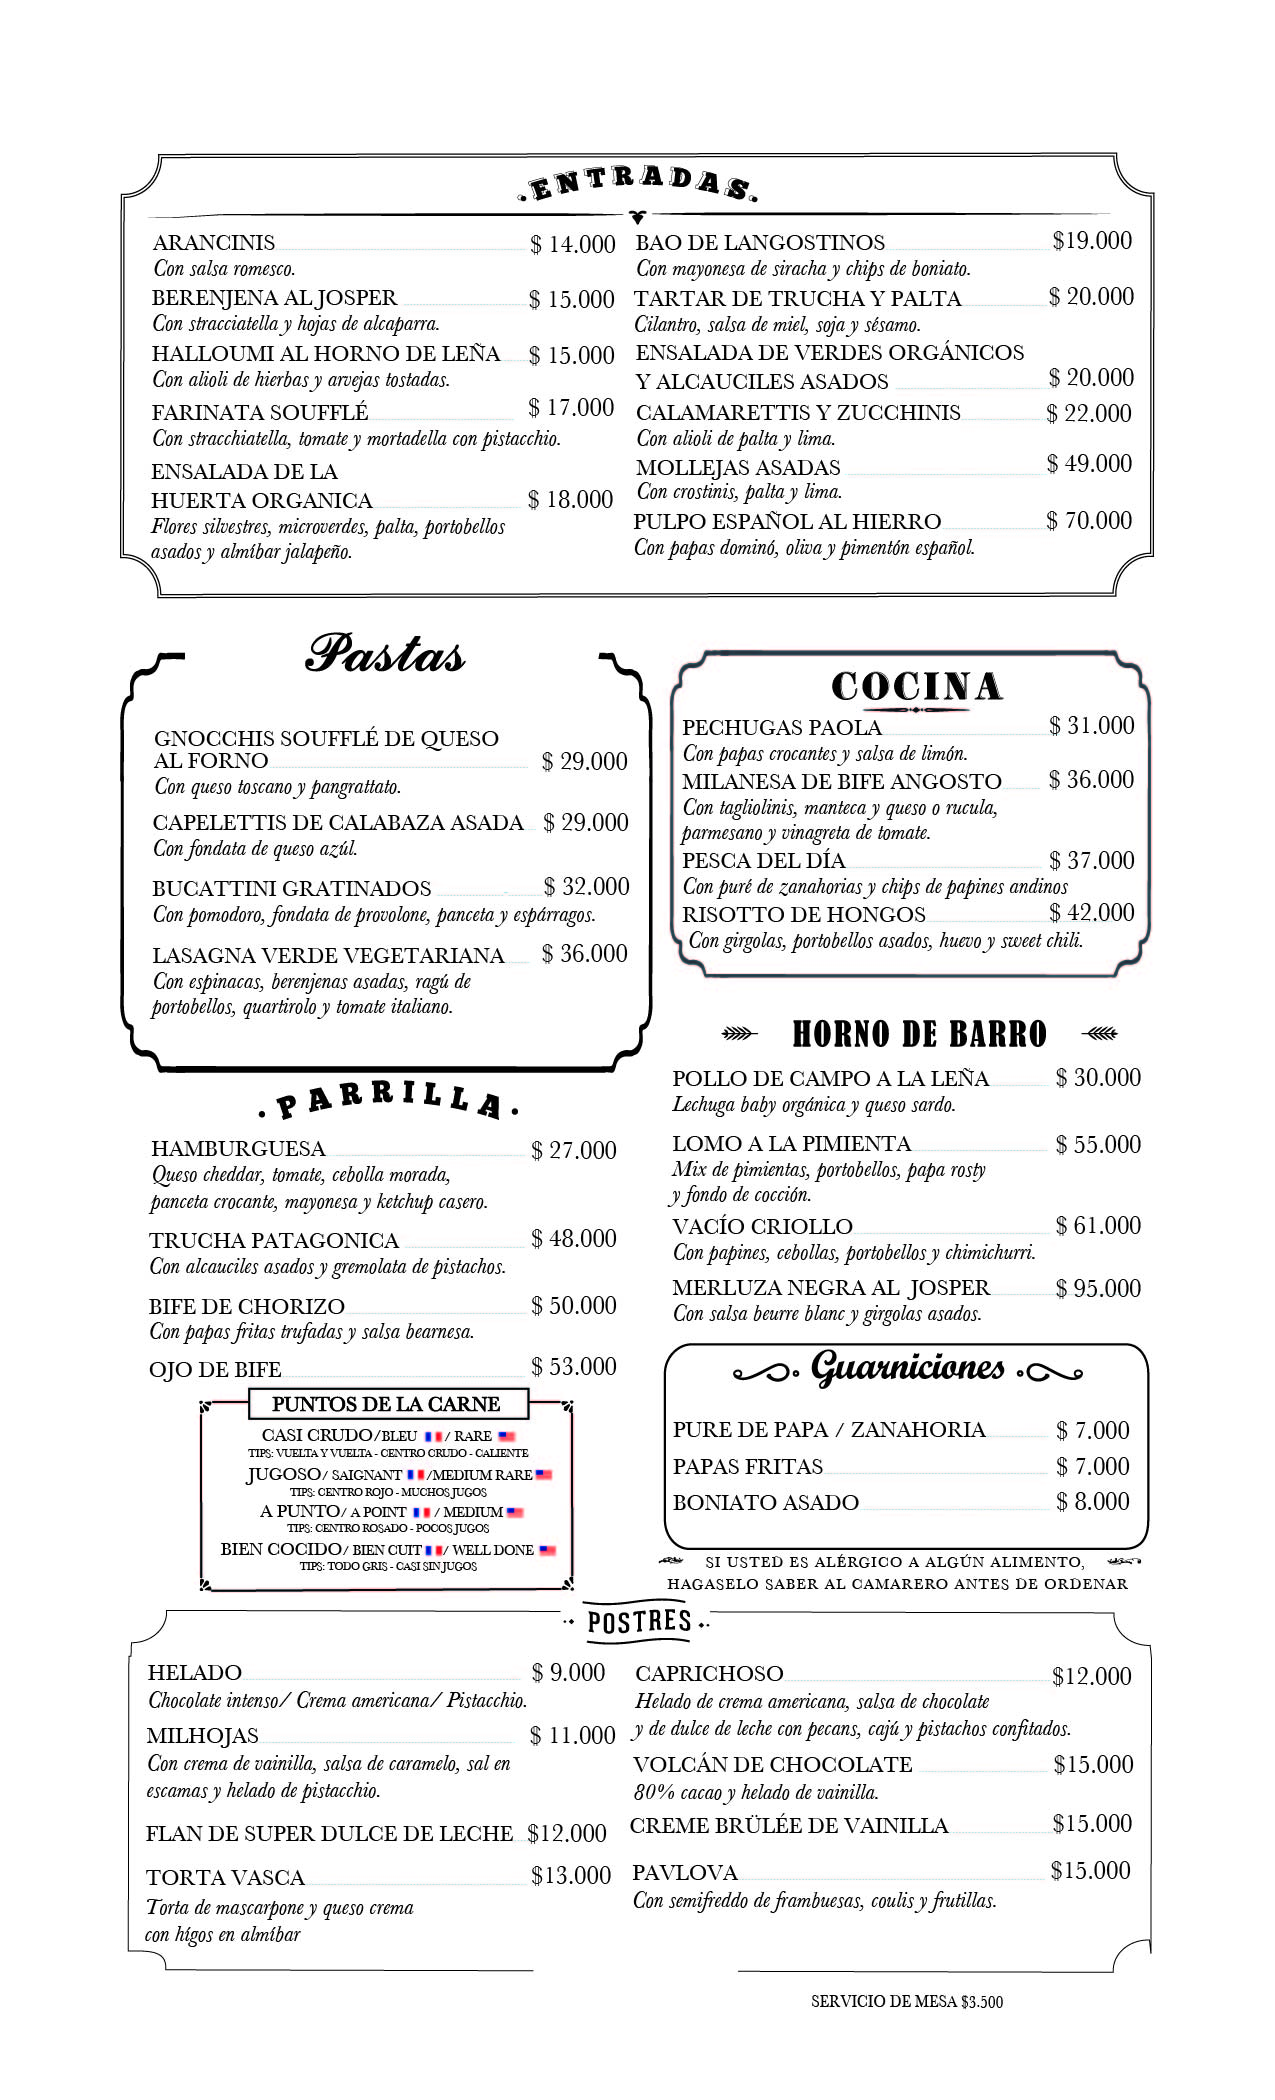 .ENTRADAS.
ARANCINIS $ 14.000
Con salsa romesco.
BERENJENA AL JOSPER $ 15.000
Con stracciatella y hojas de alcaparra.
HALLOUMI AL HORNO DE LEÑA $ 15.000
Con alioli de hierbas y arvejas tostadas.
FARINATA SOUFFLÉ $ 17.000
Con stracchiatella, tomate y mortadella con pistacchio.
ENSALADA DE LA
HUERTA ORGANICA $ 18.000
Flores silvestres, microverdes, palta, portobellos
asados y almíbar jalapeño.
BAO DE LANGOSTINOS $19.000
Con mayonesa de siracha y chips de boniato.
TARTAR DE TRUCHA Y PALTA $ 20.000
Cilantro, salsa de miel, soja y sésamo.
ENSALADA DE VERDES ORGÁNICOS
Y ALCAUCILES ASADOS $ 20.000
CALAMARETTIS Y ZUCCHINIS $ 22.000
Con alioli de palta y lima.
MOLLEJAS ASADAS $ 49.000
Con crostinis, palta y lima.
PULPO ESPAÑOL AL HIERRO $ 70.000
Con papas dominó, oliva y pimentón español.
Pastas
GNOCCHIS SOUFFLÉ DE QUESO
AL FORNO $ 29.000
Con queso toscano y pangrattato.
CAPELETTIS DE CALABAZA ASADA $ 29.000
Con fondata de queso azúl.
BUCATTINI GRATINADOS $ 32.000
Con pomodoro, fondata de provolone, panceta y espárragos.
LASAGNA VERDE VEGETARIANA $ 36.000
Con espinacas, berenjenas asadas, ragú de
portobellos, quartirolo y tomate italiano.
COCINA
PECHUGAS PAOLA $ 31.000
Con papas crocantes y salsa de limón.
MILANESA DE BIFE ANGOSTO $ 36.000
Con tagliolinis, manteca y queso o rucula,
parmesano y vinagreta de tomate.
PESCA DEL DÍA $ 37.000
Con puré de zanahorias y chips de papines andinos
RISOTTO DE HONGOS $ 42.000
Con girgolas, portobellos asados, huevo y sweet chili.
.PARRILLA.
HAMBURGUESA $ 27.000
Queso cheddar, tomate, cebolla morada,
panceta crocante, mayonesa y ketchup casero.
TRUCHA PATAGONICA $ 48.000
Con alcauciles asados y gremolata de pistachos.
BIFE DE CHORIZO $ 50.000
Con papas fritas trufadas y salsa bearnesa.
OJO DE BIFE $ 53.000
PUNTOS DE LA CARNE
CASI CRUDO/BLEU / RARE
TIPS: VUELTA Y VUELTA - CENTRO CRUDO - CALIENTE
JUGOSO/ SAIGNANT /MEDIUM RARE
TIPS: CENTRO ROJO - MUCHOS JUGOS
A PUNTO/ A POINT / MEDIUM
TIPS: CENTRO ROSADO - POCOS JUGOS
BIEN COCIDO/ BIEN CUIT / WELL DONE
TIPS: TODO GRIS - CASI SIN JUGOS
HORNO DE BARRO
POLLO DE CAMPO A LA LEÑA $ 30.000
Lechuga baby orgánica y queso sardo.
LOMO A LA PIMIENTA $ 55.000
Mix de pimientas, portobellos, papa rosty
y fondo de cocción.
VACÍO CRIOLLO $ 61.000
Con papines, cebollas, portobellos y chimichurri.
MERLUZA NEGRA AL JOSPER $ 95.000
Con salsa beurre blanc y girgolas asados.
Guarniciones
PURE DE PAPA / ZANAHORIA $ 7.000
PAPAS FRITAS $ 7.000
BONIATO ASADO $ 8.000
SI USTED ES ALÉRGICO A ALGÚN ALIMENTO,
HAGASELO SABER AL CAMARERO ANTES DE ORDENAR
POSTRES
HELADO $ 9.000
Chocolate intenso/ Crema americana/ Pistacchio.
MILHOJAS $ 11.000
Con crema de vainilla, salsa de caramelo, sal en
escamas y helado de pistacchio.
FLAN DE SUPER DULCE DE LECHE $12.000
TORTA VASCA $13.000
Torta de mascarpone y queso crema
con hígos en almíbar
CAPRICHOSO $12.000
Helado de crema americana, salsa de chocolate
y de dulce de leche con pecans, cajú y pistachos confitados.
VOLCÁN DE CHOCOLATE $15.000
80% cacao y helado de vainilla.
CREME BRÜLÉE DE VAINILLA $15.000
PAVLOVA $15.000
Con semifreddo de frambuesas, coulis y frutillas.
SERVICIO DE MESA $3.500